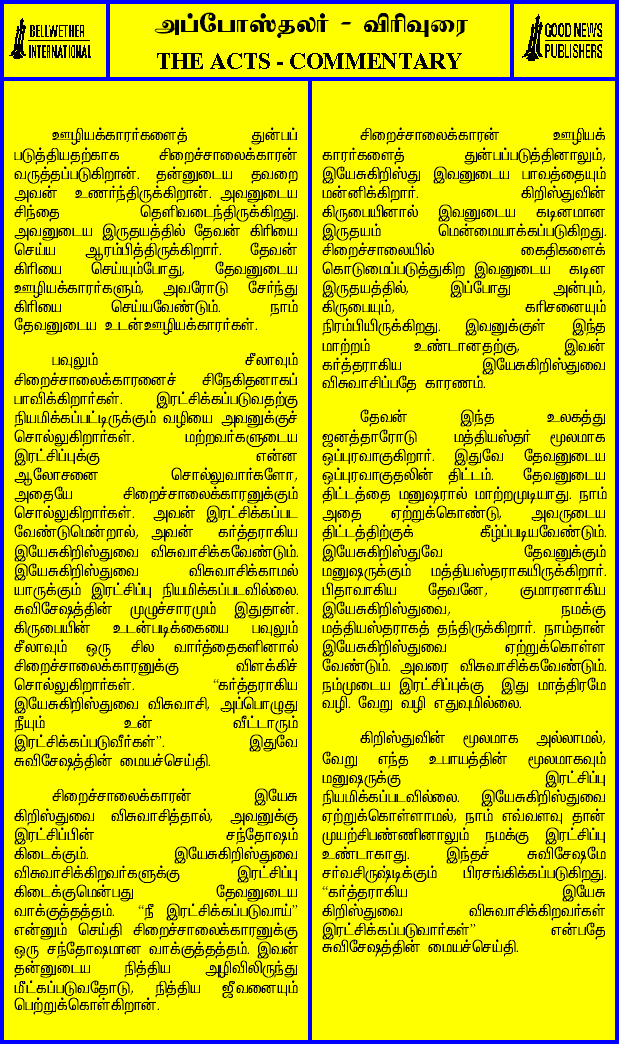 BELLWETHER
INTERNATIONAL
அப்போஸ்தலர் - விரிவுரை
THE ACTS - COMMENTARY
GOOD NEWS
PUBLISHERS
ஊழியக்காரர்களைத் துன்பப்
படுத்தியதற்காக சிறைச்சாலைக்காரன்
வருத்தப்படுகிறான். தன்னுடைய தவறை
அவன் உணர்ந்திருக்கிறான். அவனுடைய
சிந்தை தெளிவடைந்திருக்கிறது.
அவனுடைய இருதயத்தில் தேவன் கிரியை
செய்ய ஆரம்பித்திருக்கிறார். தேவன்
கிரியை செய்யும்போது, தேவனுடைய
ஊழியக்காரர்களும், அவரோடு சேர்ந்து
கிரியை செய்யவேண்டும். நாம்
தேவனுடைய உடன்ஊழியக்காரர்கள்.
பவுலும் சீலாவும்
சிறைச்சாலைக்காரனைச் சிநேகிதனாகப்
பாவிக்கிறார்கள். இரட்சிக்கப்படுவதற்கு
நியமிக்கப்பட்டிருக்கும் வழியை அவனுக்குச்
சொல்லுகிறார்கள். மற்றவர்களுடைய
இரட்சிப்புக்கு என்ன
ஆலோசனை சொல்லுவார்களோ,
அதையே சிறைச்சாலைக்காரனுக்கும்
சொல்லுகிறார்கள். அவன் இரட்சிக்கப்பட
வேண்டுமென்றால், அவன் கர்த்தராகிய
இயேசுகிறிஸ்துவை விசுவாசிக்கவேண்டும்.
இயேசுகிறிஸ்துவை விசுவாசிக்காமல்
யாருக்கும் இரட்சிப்பு நியமிக்கப்படவில்லை.
சுவிசேஷத்தின் முழுச்சாரமும் இதுதான்.
கிருபையின் உடன்படிக்கையை பவுலும்
சீலாவும் ஒரு சில வார்த்தைகளினால்
சிறைச்சாலைக்காரனுக்கு விளக்கிச்
சொல்லுகிறார்கள். “கர்த்தராகிய
இயேசுகிறிஸ்துவை விசுவாசி, அப்பொழுது
நீயும் உன் வீட்டாரும்
இரட்சிக்கப்படுவீர்கள்”. இதுவே
சுவிசேஷத்தின் மையச்செய்தி.
சிறைச்சாலைக்காரன் இயேசு
கிறிஸ்துவை விசுவாசித்தால், அவனுக்கு
இரட்சிப்பின் சந்தோஷம்
கிடைக்கும். இயேசுகிறிஸ்துவை
விசுவாசிக்கிறவர்களுக்கு இரட்சிப்பு
கிடைக்குமென்பது தேவனுடைய
வாக்குத்தத்தம். “நீ இரட்சிக்கப்படுவாய்”
என்னும் செய்தி சிறைச்சாலைக்காரனுக்கு
ஒரு சந்தோஷமான வாக்குத்தத்தம். இவன்
தன்னுடைய நித்திய அழிவிலிருந்து
மீட்கப்படுவதோடு, நித்திய ஜீவனையும்
பெற்றுக்கொள்கிறான்.
சிறைச்சாலைக்காரன் ஊழியக்
காரர்களைத் துன்பப்படுத்தினாலும்,
இயேசுகிறிஸ்து இவனுடைய பாவத்தையும்
மன்னிக்கிறார். கிறிஸ்துவின்
கிருபையினால் இவனுடைய கடினமான
இருதயம் மென்மையாக்கப்படுகிறது.
சிறைச்சாலையில் கைதிகளைக்
கொடுமைப்படுத்துகிற இவனுடைய கடின
இருதயத்தில், இப்போது அன்பும்,
கிருபையும், கரிசனையும்
நிரம்பியிருக்கிறது. இவனுக்குள் இந்த
மாற்றம் உண்டானதற்கு, இவன்
கர்த்தராகிய இயேசுகிறிஸ்துவை
விசுவாசிப்பதே காரணம்.
தேவன் இந்த உலகத்து
ஜனத்தாரோடு மத்தியஸ்தர் மூலமாக
ஒப்புரவாகுகிறார். இதுவே தேவனுடைய
ஒப்புரவாகுதலின் திட்டம். தேவனுடைய
திட்டத்தை மனுஷரால் மாற்றமுடியாது. நாம்
அதை ஏற்றுக்கொண்டு, அவருடைய
திட்டத்திற்குக் கீழ்ப்படியவேண்டும்.
இயேசுகிறிஸ்துவே தேவனுக்கும்
மனுஷருக்கும் மத்தியஸ்தராகயிருக்கிறார்.
பிதாவாகிய தேவனே, குமாரனாகிய
இயேசுகிறிஸ்துவை, நமக்கு
மத்தியஸ்தராகத் தந்திருக்கிறார். நாம்தான்
இயேசுகிறிஸ்துவை ஏற்றுக்கொள்ள
வேண்டும். அவரை விசுவாசிக்கவேண்டும்.
நம்முடைய இரட்சிப்புக்கு இது மாத்திரமே
வழி. வேறு வழி எதுவுமில்லை.
கிறிஸ்துவின் மூலமாக அல்லாமல்,
வேறு எந்த உபாயத்தின் மூலமாகவும்
மனுஷருக்கு இரட்சிப்பு
நியமிக்கப்படவில்லை. இயேசுகிறிஸ்துவை
ஏற்றுக்கொள்ளாமல், நாம் எவ்வளவு தான்
முயற்சிபண்ணினாலும் நமக்கு இரட்சிப்பு
உண்டாகாது. இந்தச் சுவிசேஷமே
சர்வசிருஷ்டிக்கும் பிரசங்கிக்கப்படுகிறது.
“கர்த்தராகிய இயேசு
கிறிஸ்துவை விசுவாசிக்கிறவர்கள்
இரட்சிக்கப்படுவார்கள்” என்பதே
சுவிசேஷத்தின் மையச்செய்தி.